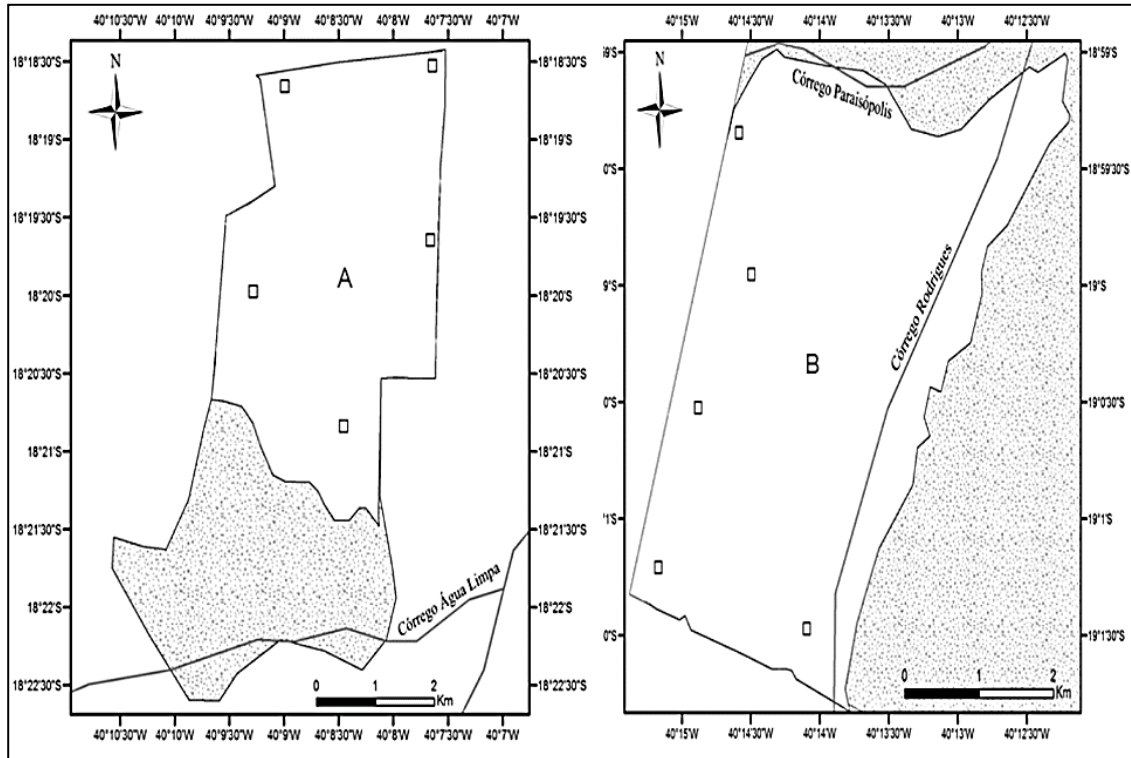 40°10'30"W 40°10'W 40°9'30"W 40°9'W 40°8'30"W 40°8'W 40°7'30"W 40°7'W
18°18'30"S 18°18'30"S
N
18°19'S 18°19'S
18°19'30"S 18°19'30"S
A
18°20'S 18°20'S
18°20'30"S 18°20'30"S
18°21'S 18°21'S
18°21'30"S 18°21'30"S
Córrego Água Limpa
18°22'S 18°22'S
18°22'30"S 18°22'30"S
0 1 2
Km
40°10'30"W 40°10'W 40°9'30"W 40°9'W 40°8'30"W 40°8'W 40°7'30"W 40°7'W
40°15'W 40°14'30"W 40°14'W 40°13'30"W 40°13'W 40°12'30"W
9'S 18°59'S
N
Córrego Paraisópolis
0"S 18°59'30"S
Córrego Rodrigues
9'S 19°S
B
0"S 19°0'30"S
°1'S 19°1'S
0"S 19°1'30"S
0 1 2
Km
40°15'W 40°14'30"W 40°14'W 40°13'30"W 40°13'W 40°12'30"W